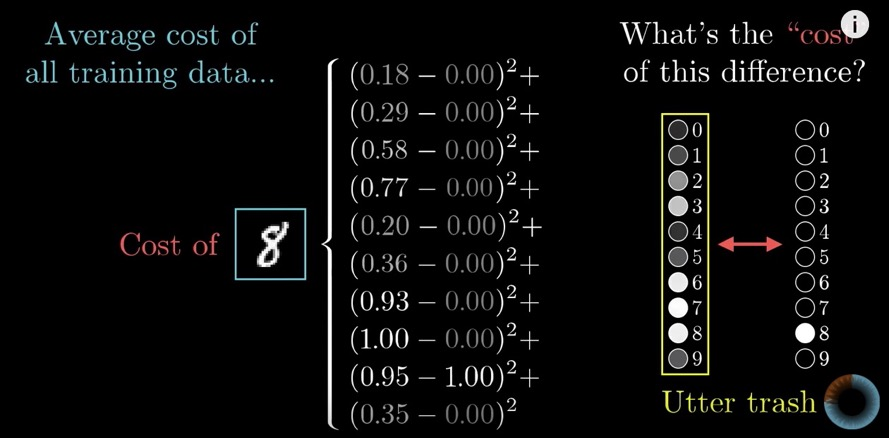 Average cost of
all training data...
Cost of
8
(0.18 − 0.00)²+
(0.29 − 0.00)²+
(0.58 − 0.00)²+
(0.77 − 0.00)²+
(0.20 − 0.00)²+
(0.36 − 0.00)²+
(0.93 − 0.00)²+
(1.00 − 0.00)²+
(0.95 − 1.00)²+
(0.35 − 0.00)²
What's the “cost”
of this difference?
i
0 0
1 1
2 2
3 3
4 4
5 5
6 6
7 7
8 8
9 9
Utter trash